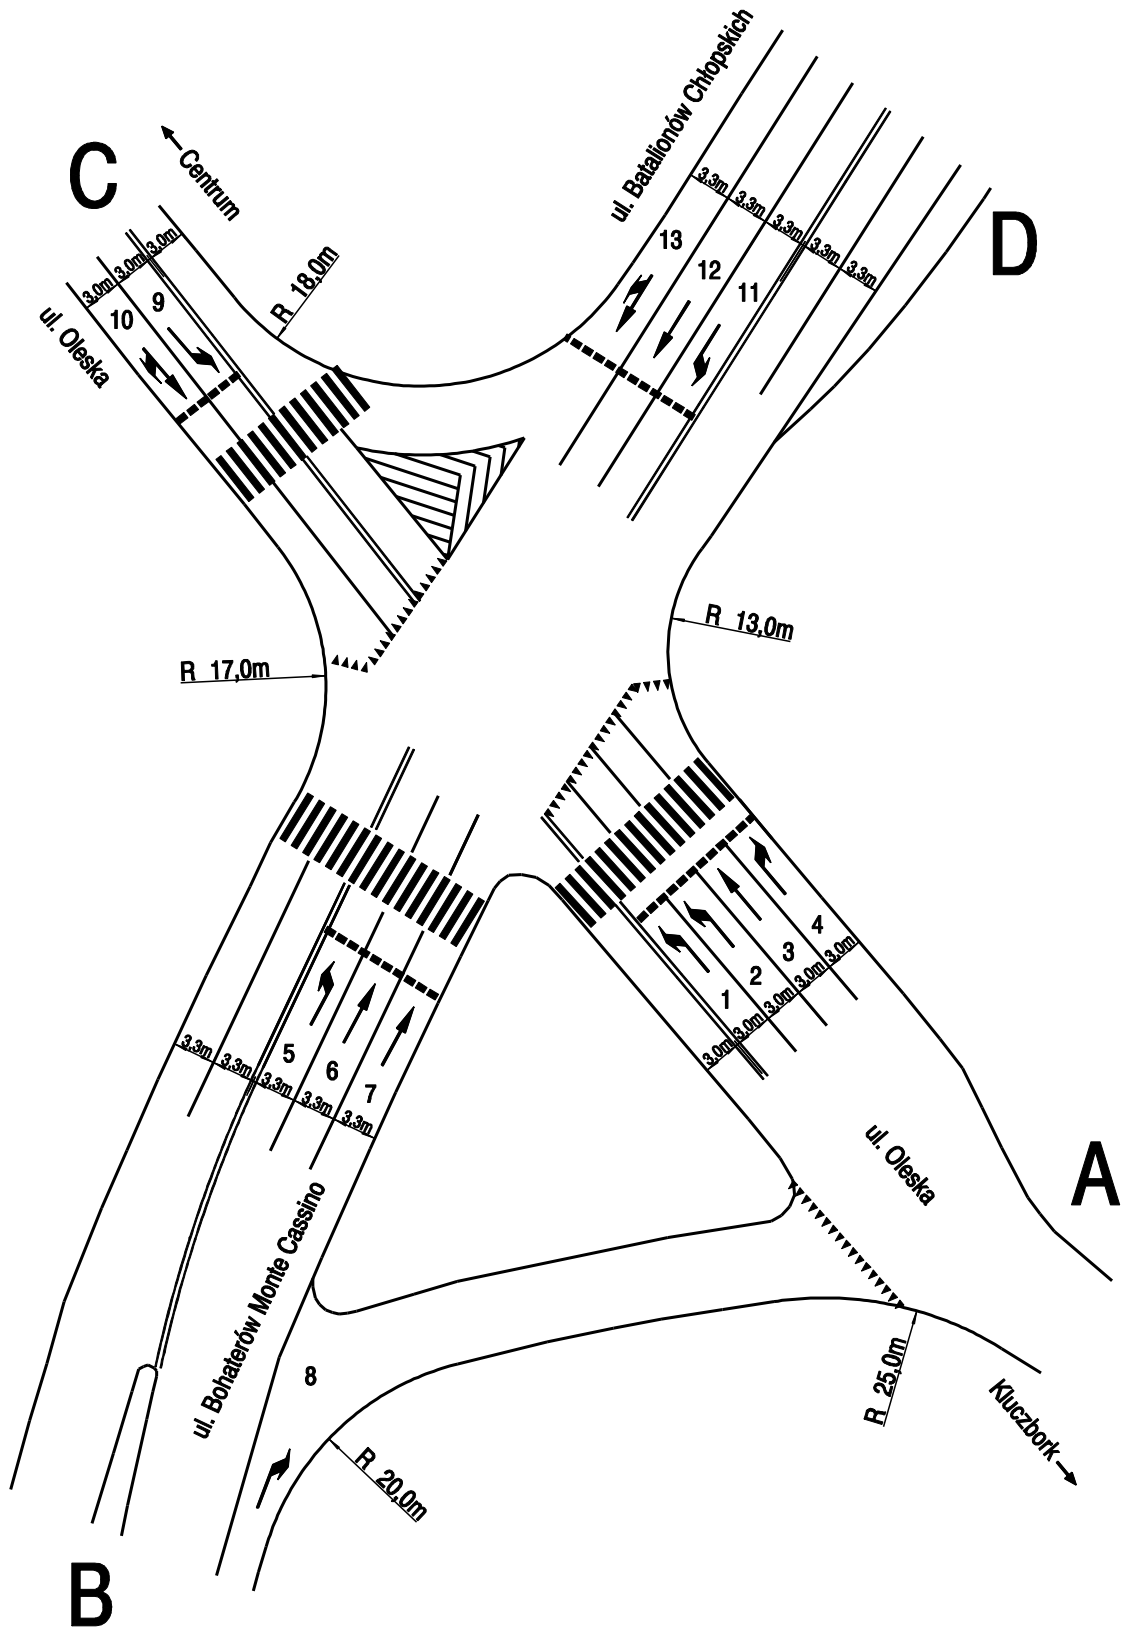 ul. Batalionów Chłopskich
C
Centrum
D
3.3m
3.3m
3.3m
3.3m
3.3m
13
12
11
3.0m
3.0m
3.0m
9
10
ul. Oleska
R 18,0m
R 13,0m
R 17,0m
4
3
2
1
3.0m
3.0m
3.0m
3.0m
3.0m
5
6
7
3.3m
3.3m
3.3m
3.3m
3.3m
ul. Oleska
A
ul. Bohaterów Monte Cassino
8
R 25,0m
Kluczbork
R 20,0m
B